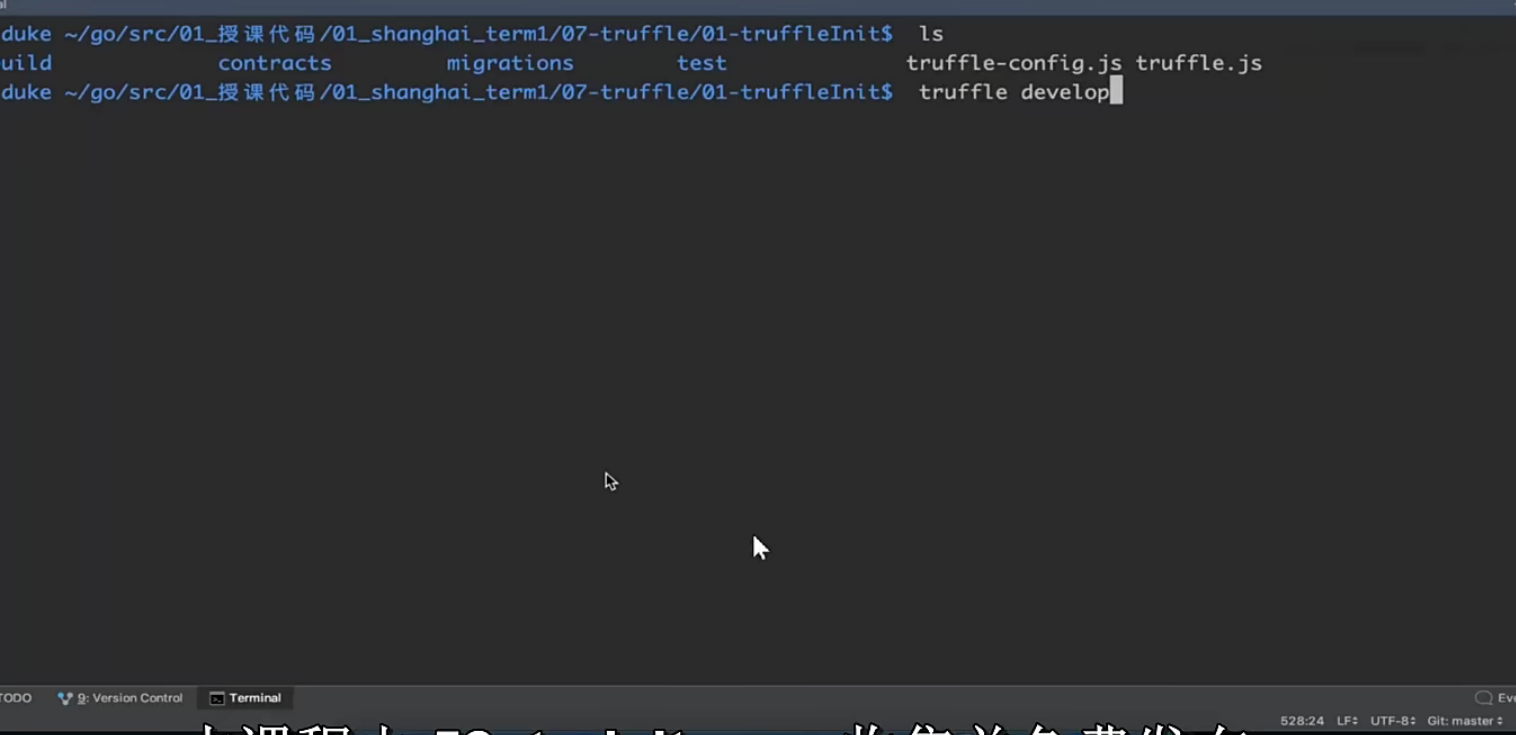 duke ~/go/src/01_授课代码/01_shanghai_term1/07-truffle/01-truffleInit$ ls
uild contracts migrations test truffle-config.js truffle.js
duke ~/go/src/01_授课代码/01_shanghai_term1/07-truffle/01-truffleInit$ truffle develop
TODO 9: Version Control Terminal Eve
528:24 LF÷ UTF-8÷ Git: master÷